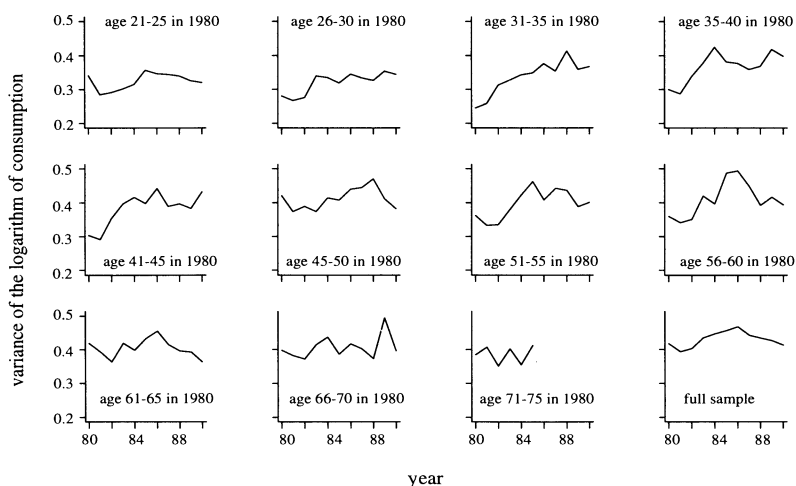 variance of the logarithm of consumption
age 21-25 in 1980
age 26-30 in 1980
age 31-35 in 1980
age 35-40 in 1980
0.5
0.4
0.3
0.2
age 41-45 in 1980
age 45-50 in 1980
age 51-55 in 1980
age 56-60 in 1980
0.5
0.4
0.3
0.2
age 61-65 in 1980
age 66-70 in 1980
age 71-75 in 1980
full sample
0.5
0.4
0.3
0.2
80 84 88
80 84 88
80 84 88
80 84 88
year